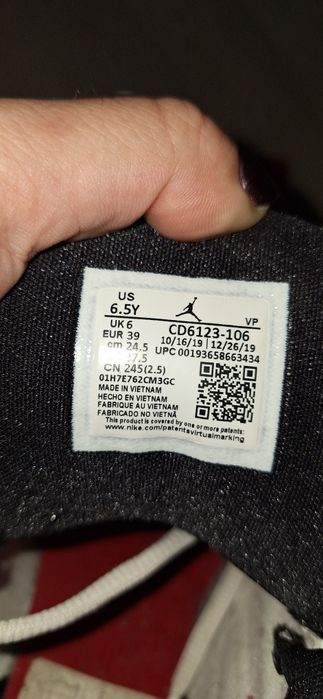 US
6.5Y
VP
UK 6
CD6123-106
EUR 39
10/16/19 | 12/26/19
cm 24.5
UPC 00193658663434
CN 245(2.5)
01H7E762CM3GC
MADE IN VIETNAM
HECHO EN VIETNAM
FABRIQUE AU VIETNAM
FABRICADO NO VIETNÃ
This product is covered by one or more patents:
www.nike.com/patentsvirtualmarking